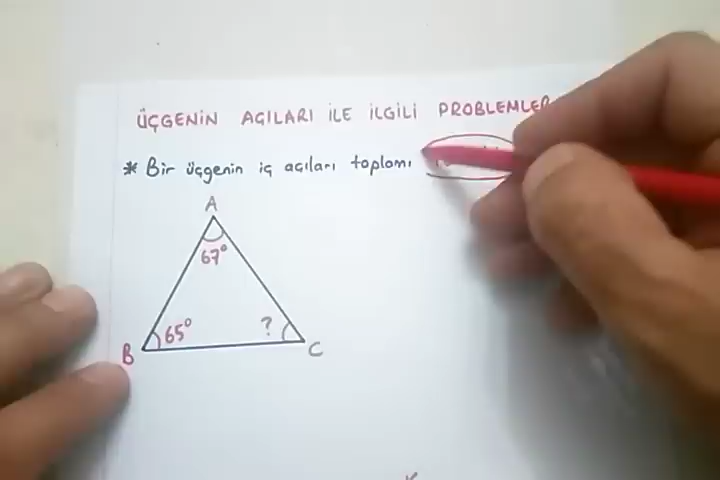 ÜÇGENİN AÇILARI İLE İLGİLİ PROBLEMLER
* Bir üçgenin iç açıları toplamı
A
67°
65°
?
B
C